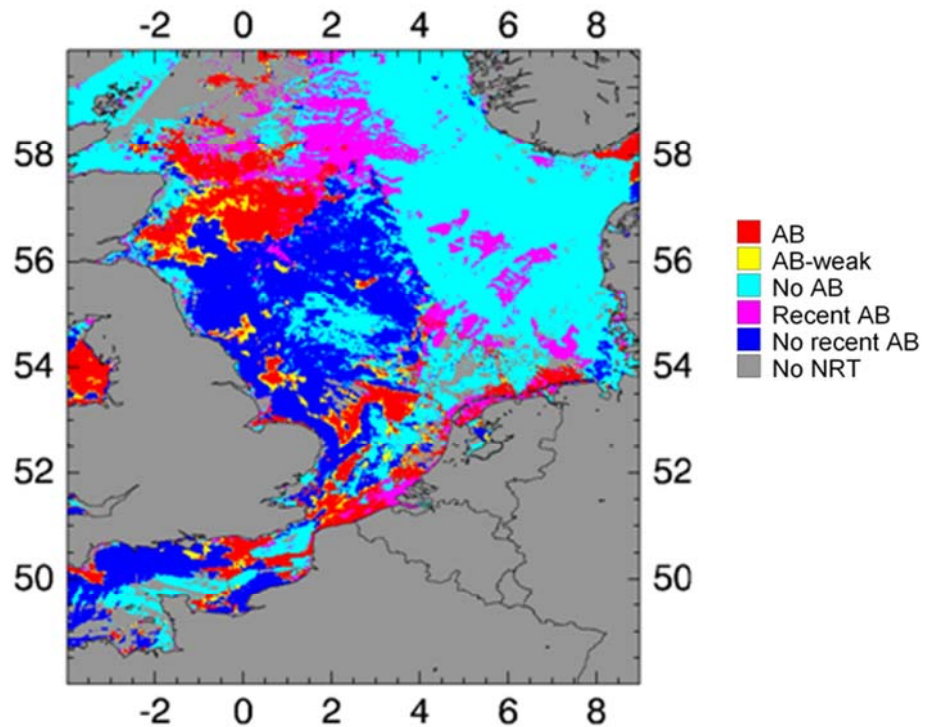 -2 0 2 4 6 8
58 58
56 56
54 54
52 52
50 50
-2 0 2 4 6 8
AB
AB-weak
No AB
Recent AB
No recent AB
No NRT